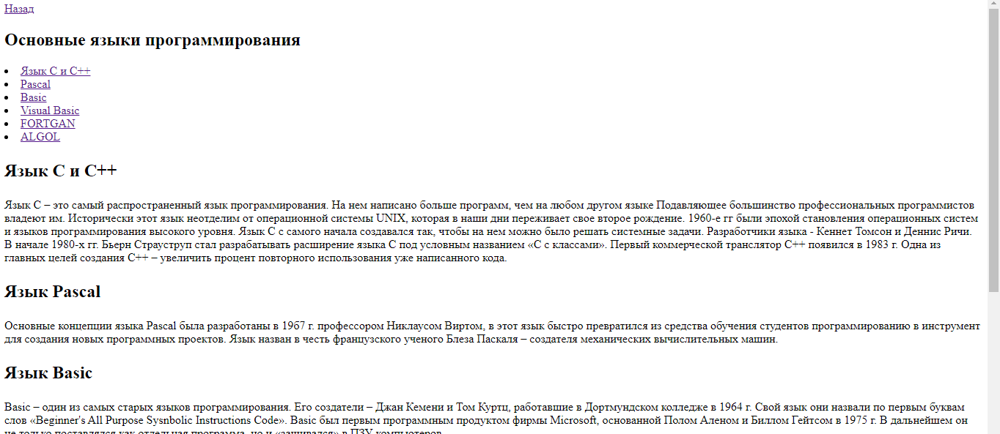 Назад
Основные языки программирования
Язык C и C++
Pascal
Basic
Visual Basic
FORTGAN
ALGOL
Язык C и C++
Язык C – это самый распространенный язык программирования. На нем написано больше программ, чем на любом другом языке Подавляющее большинство профессиональных программистов
владеют им. Исторически этот язык неотделим от операционной системы UNIX, которая в наши дни переживает свое второе рождение. 1960-е гг были эпохой становления операционных систем
и языков программирования высокого уровня. Язык C с самого начала создавался так, чтобы на нем можно было решать системные задачи. Разработчики языка - Кеннет Томсон и Деннис Ричи.
В начале 1980-х гг. Бьерн Страуструп стал разрабатывать расширение языка C под условным названием «C с классами». Первый коммерческой транслятор C++ появился в 1983 г. Одна из
главных целей создания C++ – увеличить процент повторного использования уже написанного кода.
Язык Pascal
Основные концепции языка Pascal была разработаны в 1967 г. профессором Никлаусом Виртом, в этот язык быстро превратился из средства обучения студентов программированию в инструмент
для создания новых программных проектов. Язык назван в честь французского ученого Блеза Паскаля – создателя механических вычислительных машин.
Язык Basic
Basic – один из самых старых языков программирования. Его создатели – Джан Кемени и Том Куртц, работавшие в Дортмундском колледже в 1964 г. Свой язык они назвали по первым буквам
слов «Beginner's All Purpose Sysnbolic Instructions Code». Basic был первым программным продуктом фирмы Microsoft, основанной Полом Аленом и Биллом Гейтсом в 1975 г. В дальнейшем он
не только поставлялся как отдельная программа, но и «зашивался» в ПЗУ компьютеров